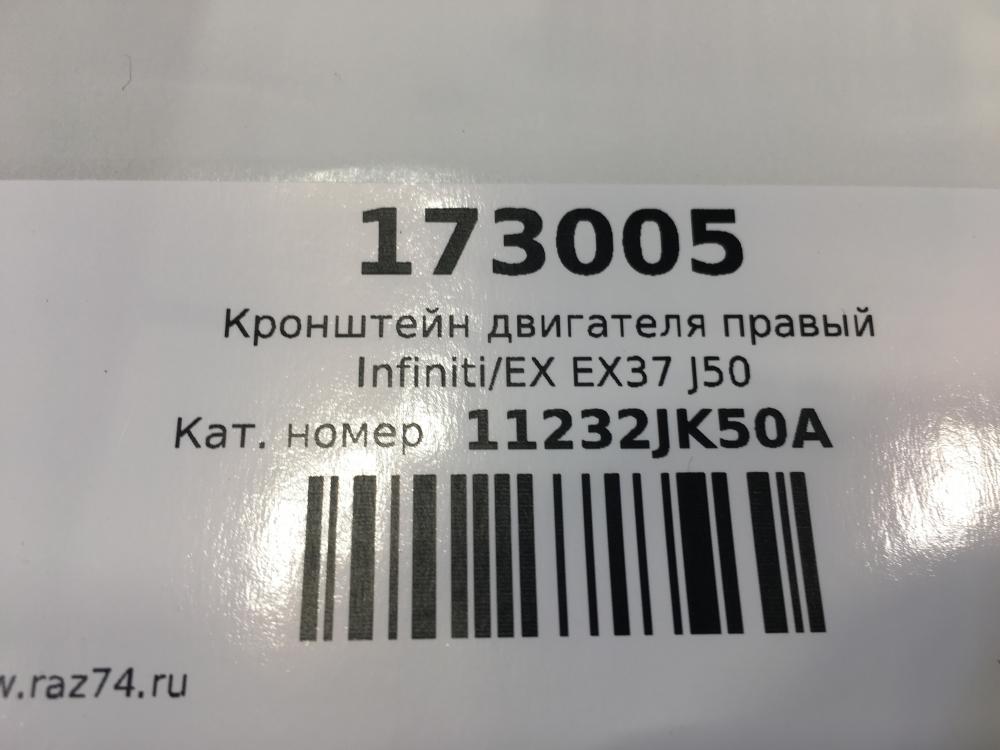 173005
Кронштейн двигателя правый
Infiniti/EX EX37 J50
Кат. номер 11232JK50A
w.raz74.ru